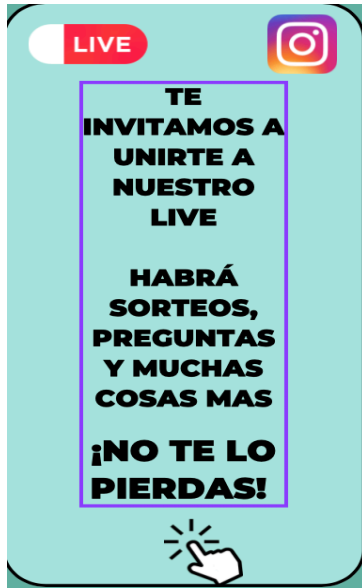 LIVE
TE
INVITAMOS A
UNIRTE A
NUESTRO
LIVE
HABRÁ
SORTEOS,
PREGUNTAS
Y MUCHAS
COSAS MAS
¡NO TE LO
PIERDAS!